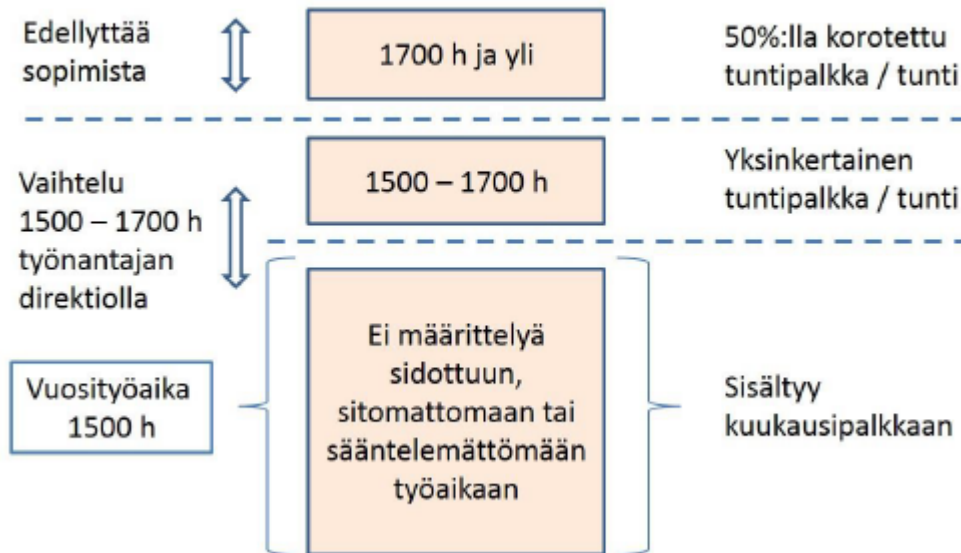 Edellyttää
sopimista
1700 h ja yli
50%:lla korotettu
tuntipalkka / tunti
Vaihtelu
1500 – 1700 h
työnantajan
direktiolla
1500 – 1700 h
Yksinkertainen
tuntipalkka / tunti
Vuosityöaika
1500 h
Ei määrittelyä
sidottuun,
sitomattomaan tai
sääntelemättömään
työaikaan
Sisältyy
kuukausipalkkaan